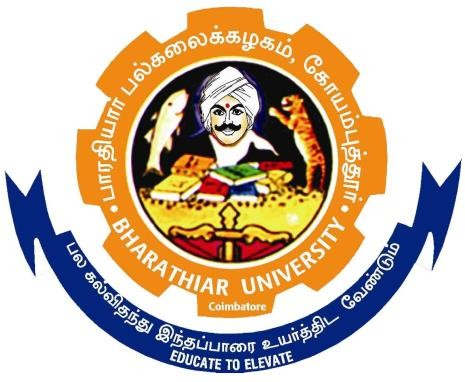 பாரதியார் பல்கலைக்கழகம், கோயம்புத்தூர்
BHARATHIAR UNIVERSITY
Coimbatore
பல கல்விதந்து இந்தப்பாரை உயர்த்திட வேண்டும்
EDUCATE TO ELEVATE